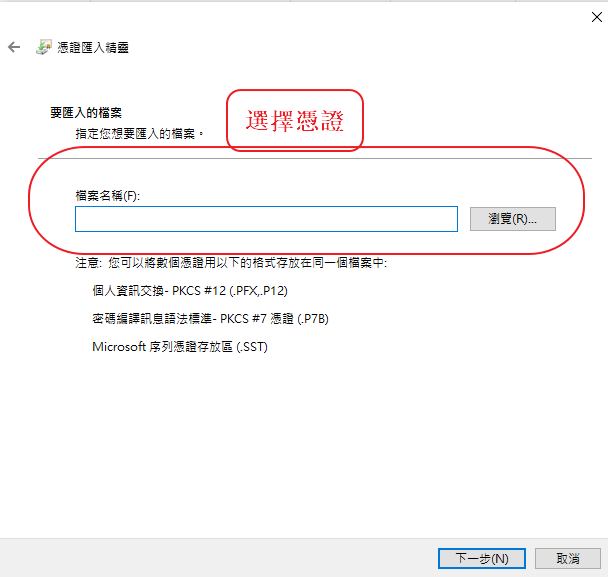 憑證匯入精靈
要匯入的檔案
指定您想要匯入的檔案。
選擇憑證
檔案名稱(F):
瀏覽(R)...
注意: 您可以將數個憑證用以下的格式存放在同一個檔案中:
個人資訊交換- PKCS #12 (.PFX,.P12)
密碼編譯訊息語法標準- PKCS #7 憑證 (.P7B)
Microsoft 序列憑證存放區 (.SST)
下一步(N)
取消